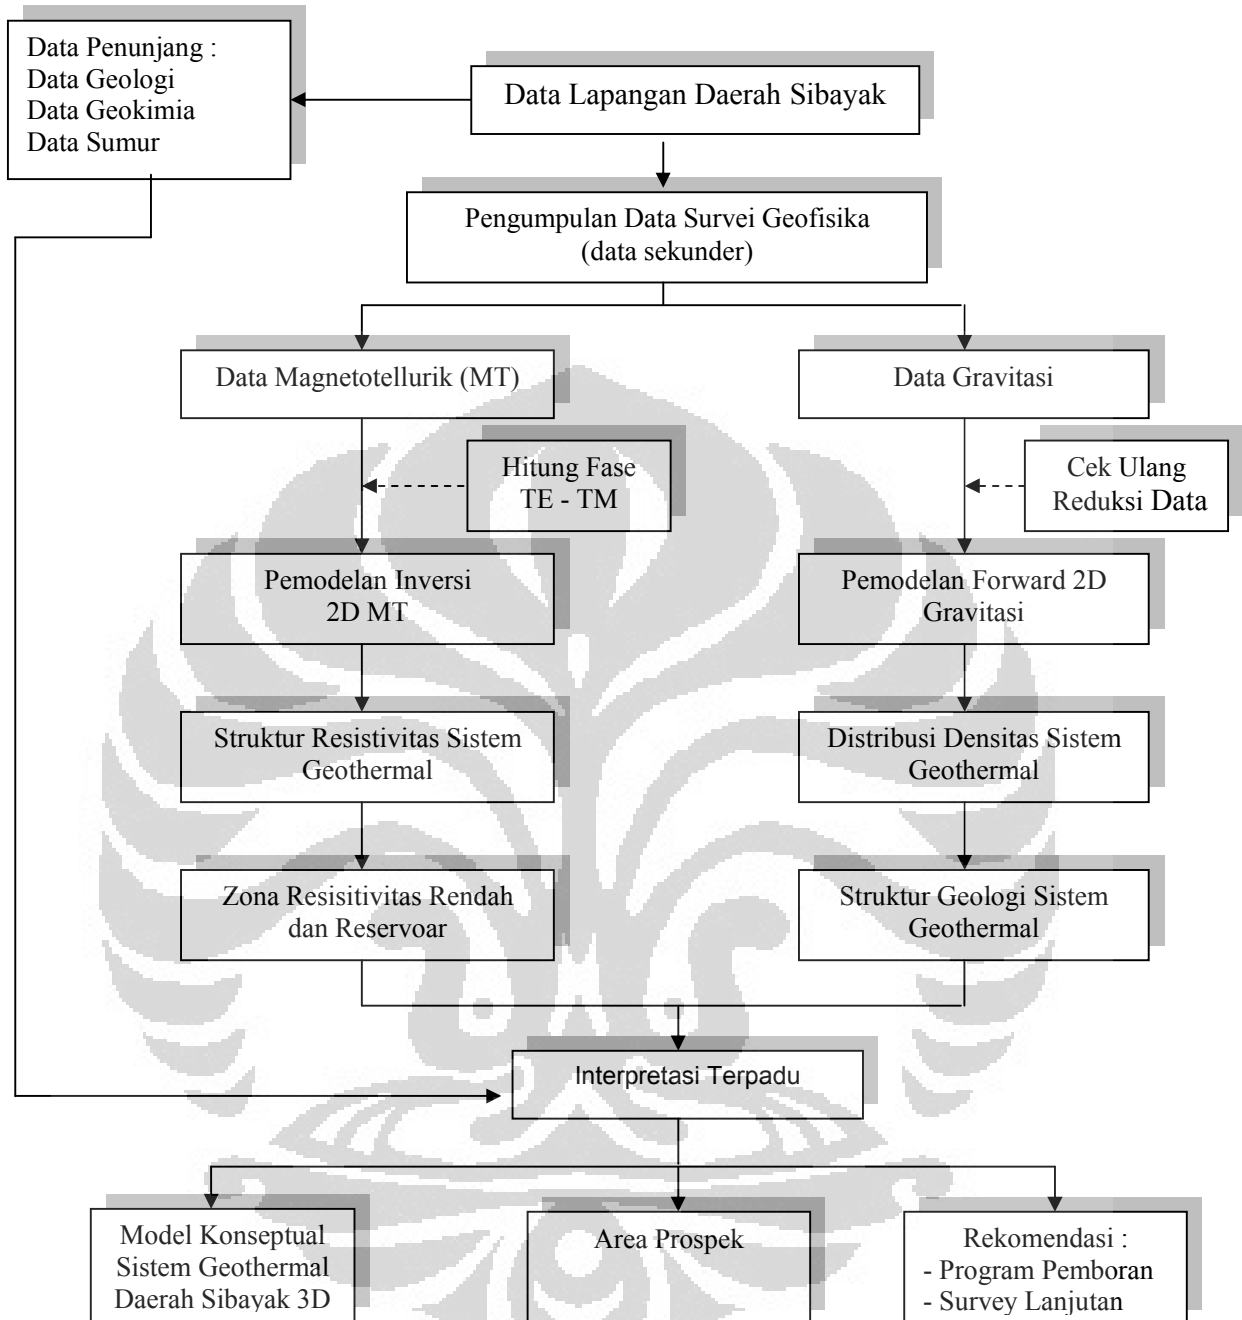 Data Penunjang :
Data Geologi
Data Geokimia
Data Sumur
Data Lapangan Daerah Sibayak
Pengumpulan Data Survei Geofisika
(data sekunder)
Data Magnetotellurik (MT)
Data Gravitasi
Hitung Fase
TE - TM
Cek Ulang
Reduksi Data
Pemodelan Inversi
2D MT
Pemodelan Forward 2D
Gravitasi
Struktur Resistivitas Sistem
Geothermal
Distribusi Densitas Sistem
Geothermal
Zona Resisitivitas Rendah
dan Reservoar
Struktur Geologi Sistem
Geothermal
Interpretasi Terpadu
Model Konseptual
Sistem Geothermal
Daerah Sibayak 3D
Area Prospek
Rekomendasi :
- Program Pemboran
- Survey Lanjutan